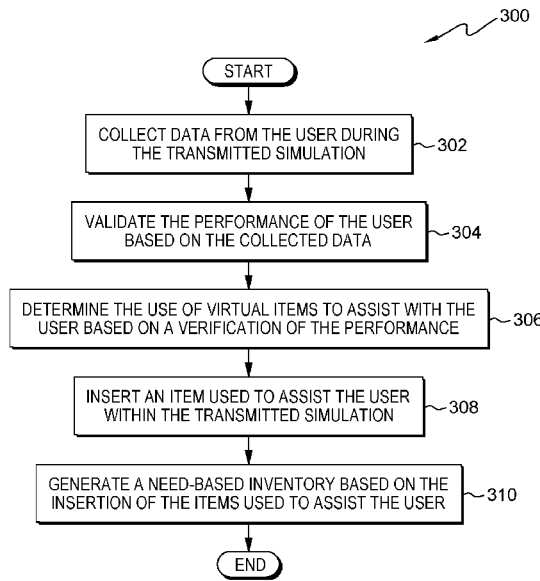 300
START
COLLECT DATA FROM THE USER DURING
THE TRANSMITTED SIMULATION
302
VALIDATE THE PERFORMANCE OF THE USER
BASED ON THE COLLECTED DATA
304
DETERMINE THE USE OF VIRTUAL ITEMS TO ASSIST WITH THE
USER BASED ON A VERIFICATION OF THE PERFORMANCE
306
INSERT AN ITEM USED TO ASSIST THE USER
WITHIN THE TRANSMITTED SIMULATION
308
GENERATE A NEED-BASED INVENTORY BASED ON THE
INSERTION OF THE ITEMS USED TO ASSIST THE USER
310
END